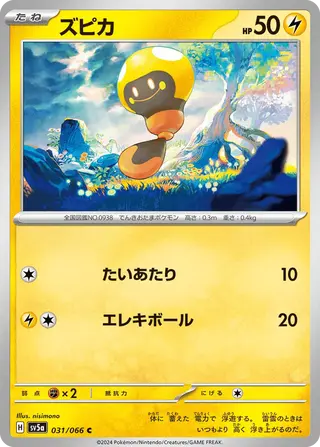 たね ズピカ HP50
全国図鑑NO.0938 でんきおたまポケモン 高さ:0.3m 重さ:0.4kg
たいあたり 10
エレキボール 20
弱点 ×2 抵抗力 にげる
Illus. nisimono
H sv5a 031/066 C
体に 蓄えた 電力で 浮遊する。 雷雲のときは
いつもより 高く 浮き上がるのだ。
©2024 Pokémon/Nintendo/Creatures/GAME FREAK.